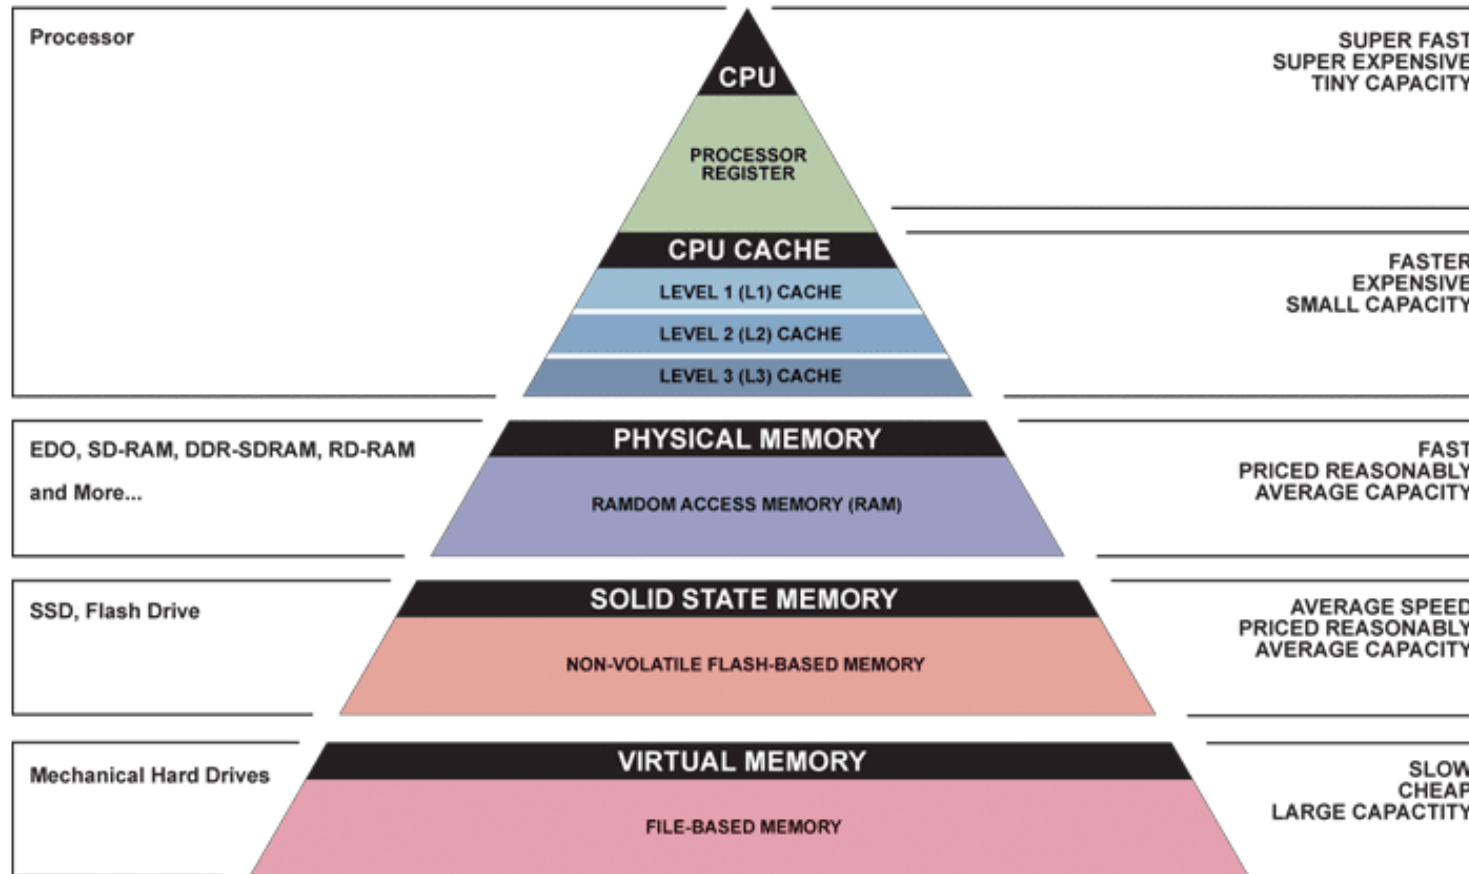 Processor
CPU
SUPER FAST
SUPER EXPENSIVE
TINY CAPACITY
PROCESSOR
REGISTER
CPU CACHE
LEVEL 1 (L1) CACHE
LEVEL 2 (L2) CACHE
LEVEL 3 (L3) CACHE
FASTER
EXPENSIVE
SMALL CAPACITY
EDO, SD-RAM, DDR-SDRAM, RD-RAM
and More...
PHYSICAL MEMORY
RAMDOM ACCESS MEMORY (RAM)
FAST
PRICED REASONABLY
AVERAGE CAPACITY
SSD, Flash Drive
SOLID STATE MEMORY
NON-VOLATILE FLASH-BASED MEMORY
AVERAGE SPEED
PRICED REASONABLY
AVERAGE CAPACITY
Mechanical Hard Drives
VIRTUAL MEMORY
FILE-BASED MEMORY
SLOW
CHEAP
LARGE CAPACTITY